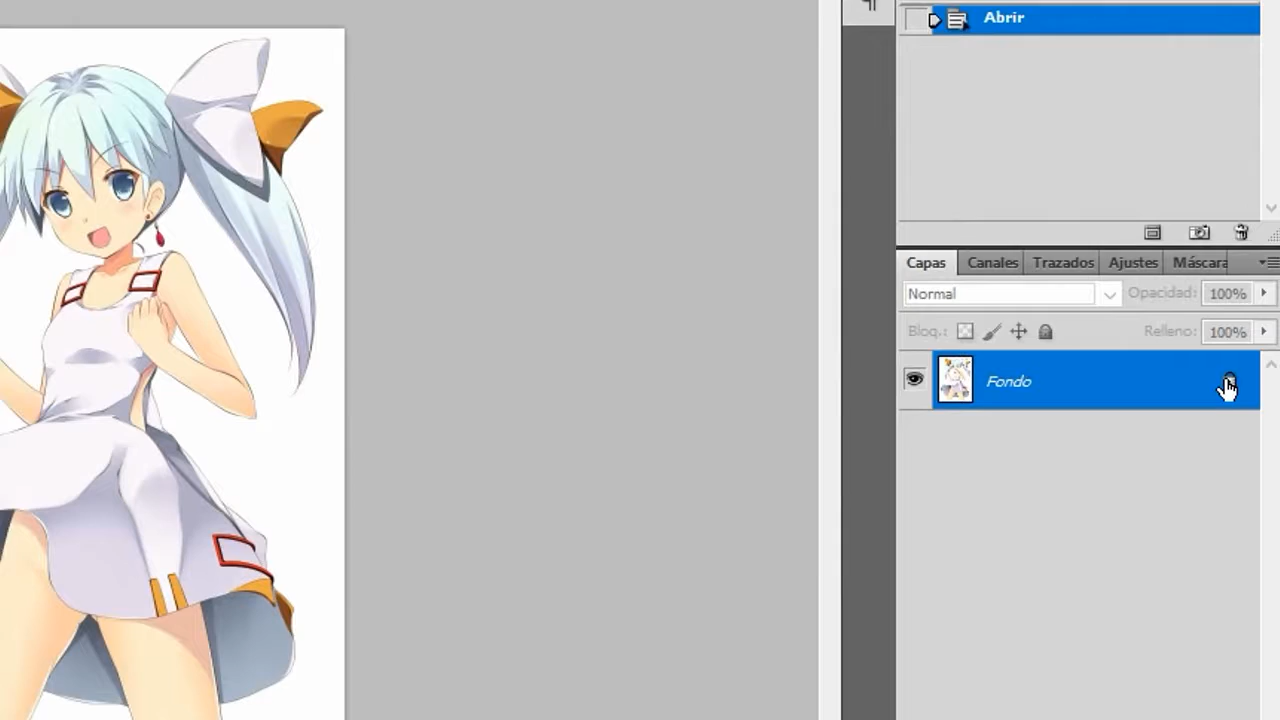 Abrir
Capas Canales Trazados Ajustes Máscara
Normal Opacidad: 100%
Bloq.: Relleno: 100%
Fondo